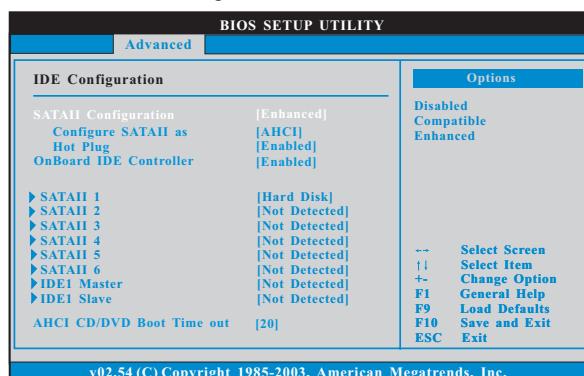 BIOS SETUP UTILITY
Advanced
IDE Configuration
SATAII Configuration [Enhanced]
Configure SATAII as [AHCI]
Hot Plug [Enabled]
OnBoard IDE Controller [Enabled]
SATAII 1 [Hard Disk]
SATAII 2 [Not Detected]
SATAII 3 [Not Detected]
SATAII 4 [Not Detected]
SATAII 5 [Not Detected]
SATAII 6 [Not Detected]
IDE1 Master [Not Detected]
IDE1 Slave [Not Detected]
AHCI CD/DVD Boot Time out [20]
Options
Disabled
Compatible
Enhanced
←→ Select Screen
↑↓ Select Item
+- Change Option
F1 General Help
F9 Load Defaults
F10 Save and Exit
ESC Exit
v02.54 (C) Copyright 1985-2003, American Megatrends, Inc.